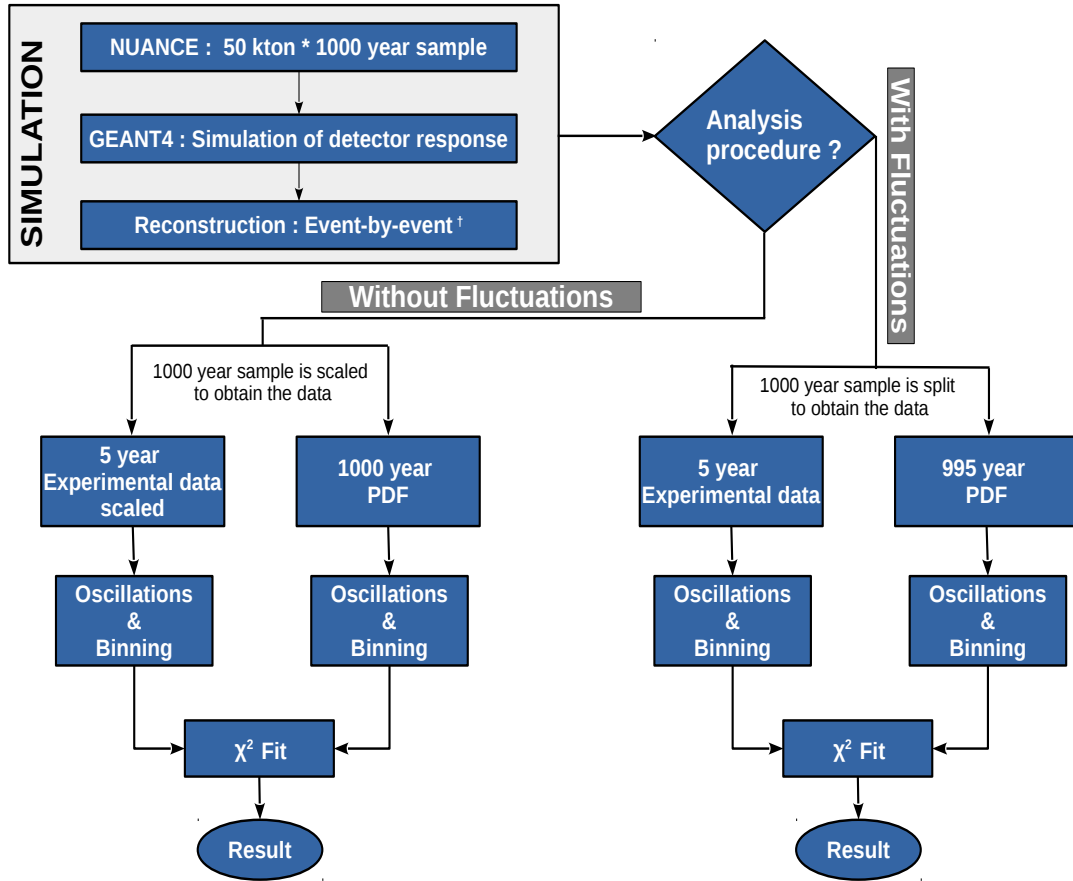 SIMULATION
NUANCE : 50 kton * 1000 year sample
GEANT4 : Simulation of detector response
Reconstruction : Event-by-event †
Analysis
procedure ?
With Fluctuations
Without Fluctuations
1000 year sample is scaled
to obtain the data
1000 year sample is split
to obtain the data
5 year
Experimental data
scaled
1000 year
PDF
5 year
Experimental data
995 year
PDF
Oscillations
&
Binning
Oscillations
&
Binning
Oscillations
&
Binning
Oscillations
&
Binning
χ² Fit
χ² Fit
Result
Result